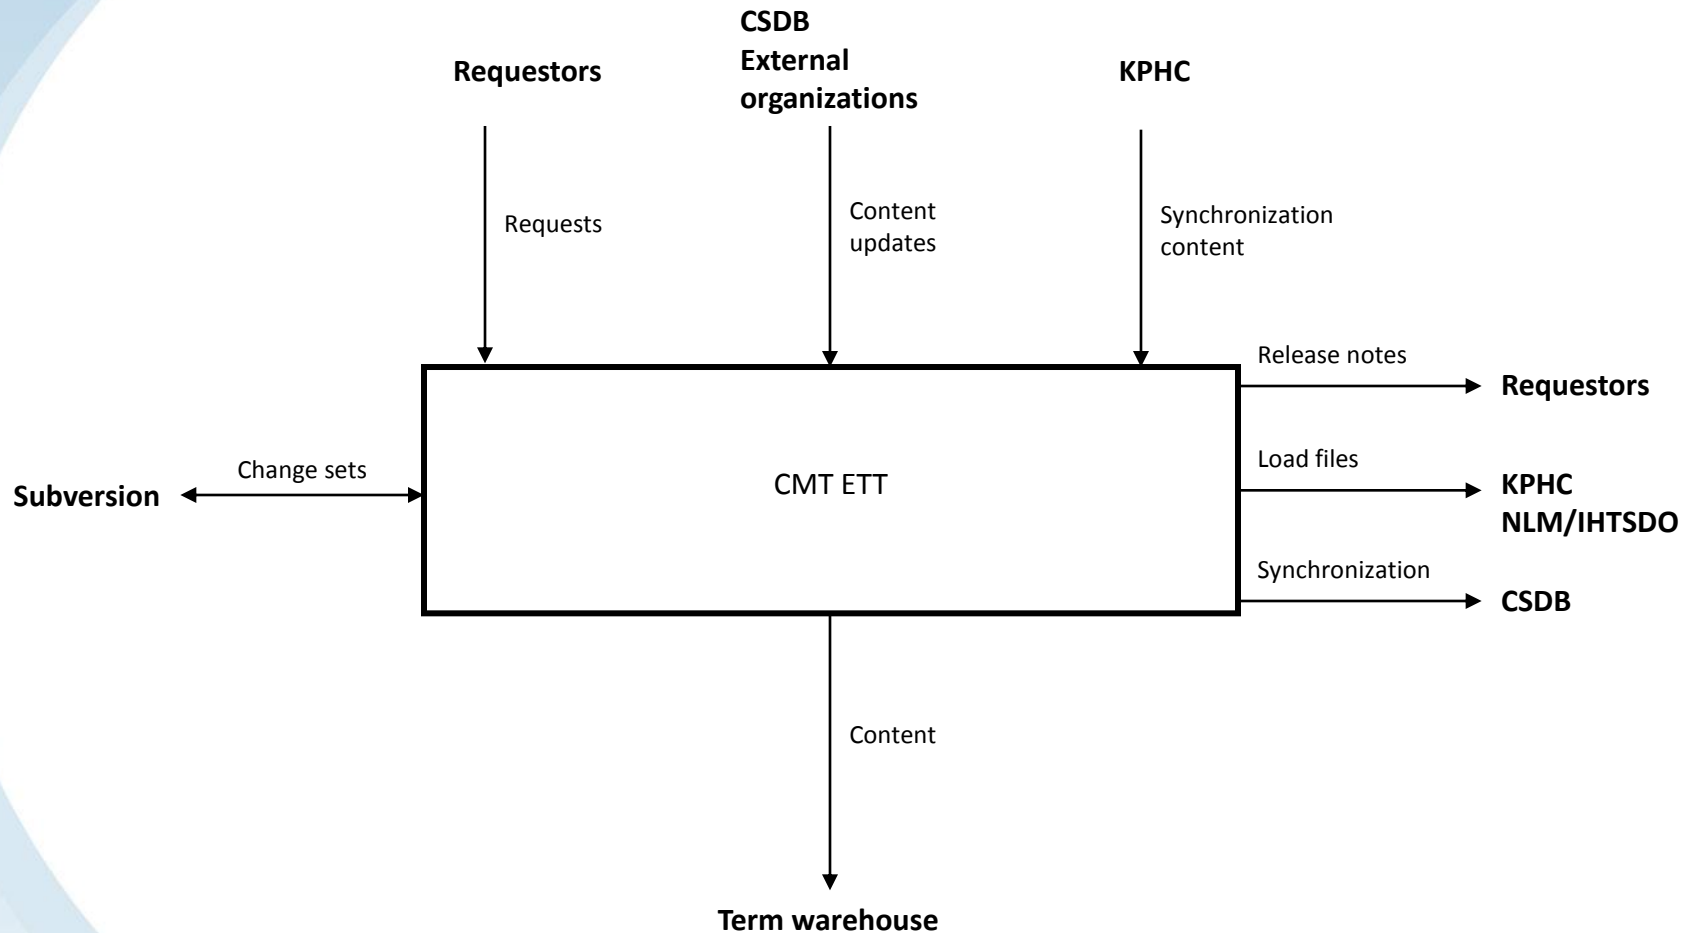 CSDB
External
organizations
Requestors
KPHC
Requests
Content
updates
Synchronization
content
Release notes
Requestors
Load files
KPHC
NLM/IHTSDO
Change sets
Subversion
CMT ETT
Synchronization
CSDB
Content
Term warehouse